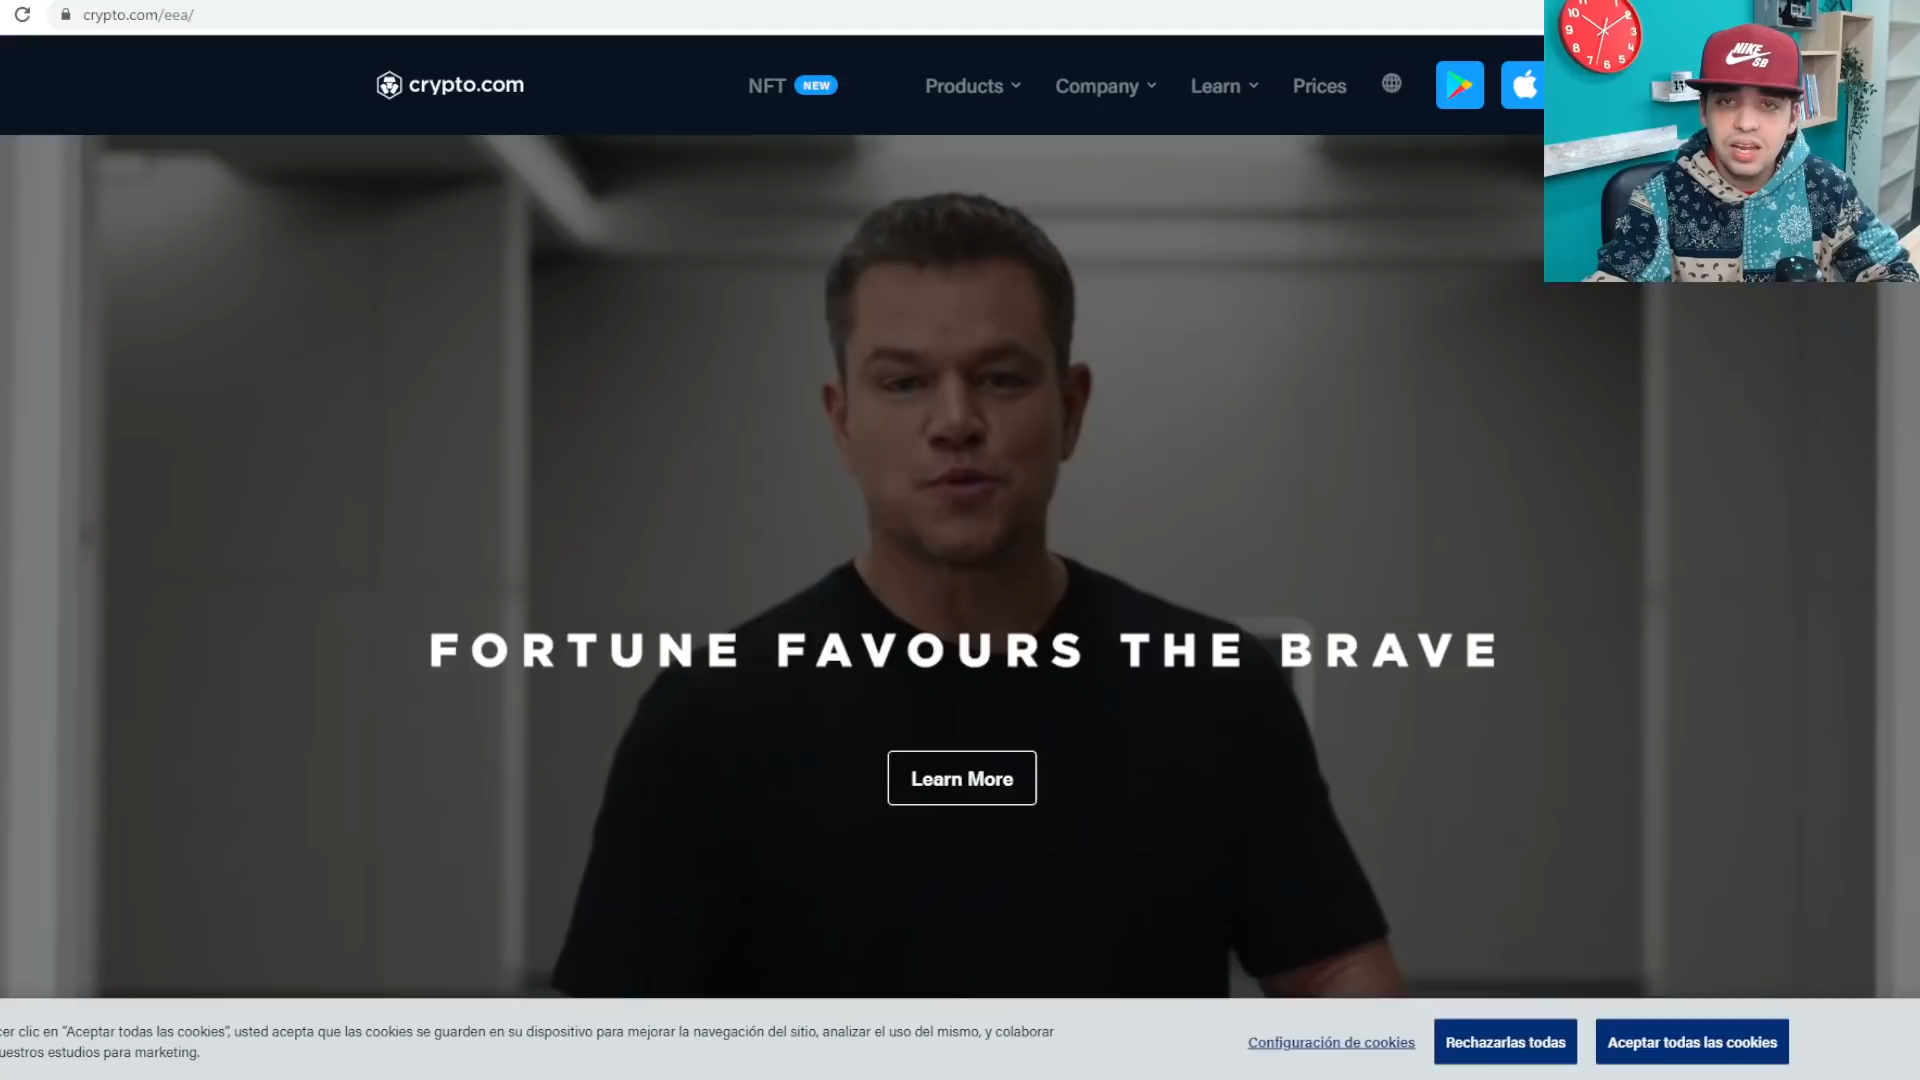 crypto.com/eea/
crypto.com
NFT NEW Products Company Learn Prices
NIKE
SB
FORTUNE FAVOURS THE BRAVE
Learn More
clic en "Aceptar todas las cookies", usted acepta que las cookies se guarden en su dispositivo para mejorar la navegación del sitio, analizar el uso del mismo, y colaborar
estudios para marketing.
Configuración de cookies Rechazarlas todas Aceptar todas las cookies